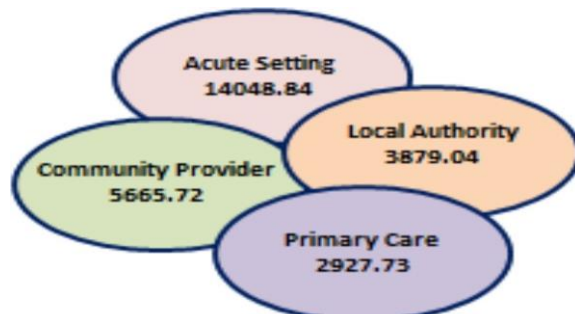 Acute Setting
14048.84
Local Authority
3879.04
Community Provider
5665.72
Primary Care
2927.73